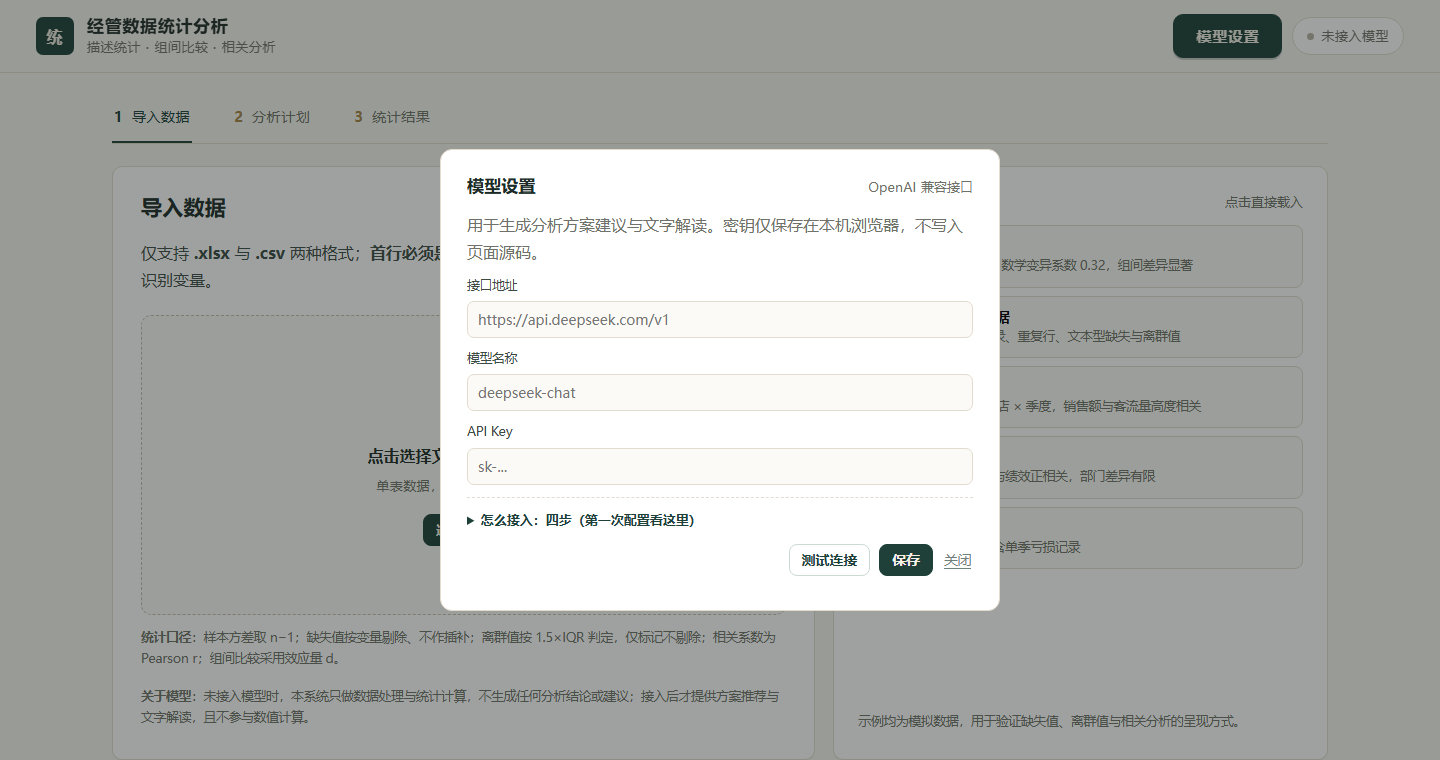 统
经管数据统计分析
描述统计 · 组间比较 · 相关分析
模型设置
未接入模型
1 导入数据
2 分析计划
3 统计结果
导入数据
仅支持 .xlsx 与 .csv 两种格式；首行必须是
识别变量。
点击选择文
单表数据，
模型设置
OpenAI 兼容接口
用于生成分析方案建议与文字解读。密钥仅保存在本机浏览器，不写入
页面源码。
接口地址
https://api.deepseek.com/v1
模型名称
deepseek-chat
API Key
sk-...
▶ 怎么接入：四步（第一次配置看这里）
测试连接
保存
关闭
点击直接载入
数学变异系数 0.32，组间差异显著
据
、重复行、文本型缺失与离群值
店 × 季度，销售额与客流量高度相关
与绩效正相关，部门差异有限
含单季亏损记录
统计口径：样本方差取 n−1；缺失值按变量剔除、不作插补；离群值按 1.5×IQR 判定，仅标记不剔除；相关系数为
Pearson r；组间比较采用效应量 d。
关于模型：未接入模型时，本系统只做数据处理与统计计算，不生成任何分析结论或建议；接入后才提供方案推荐与
文字解读，且不参与数值计算。
示例均为模拟数据，用于验证缺失值、离群值与相关分析的呈现方式。